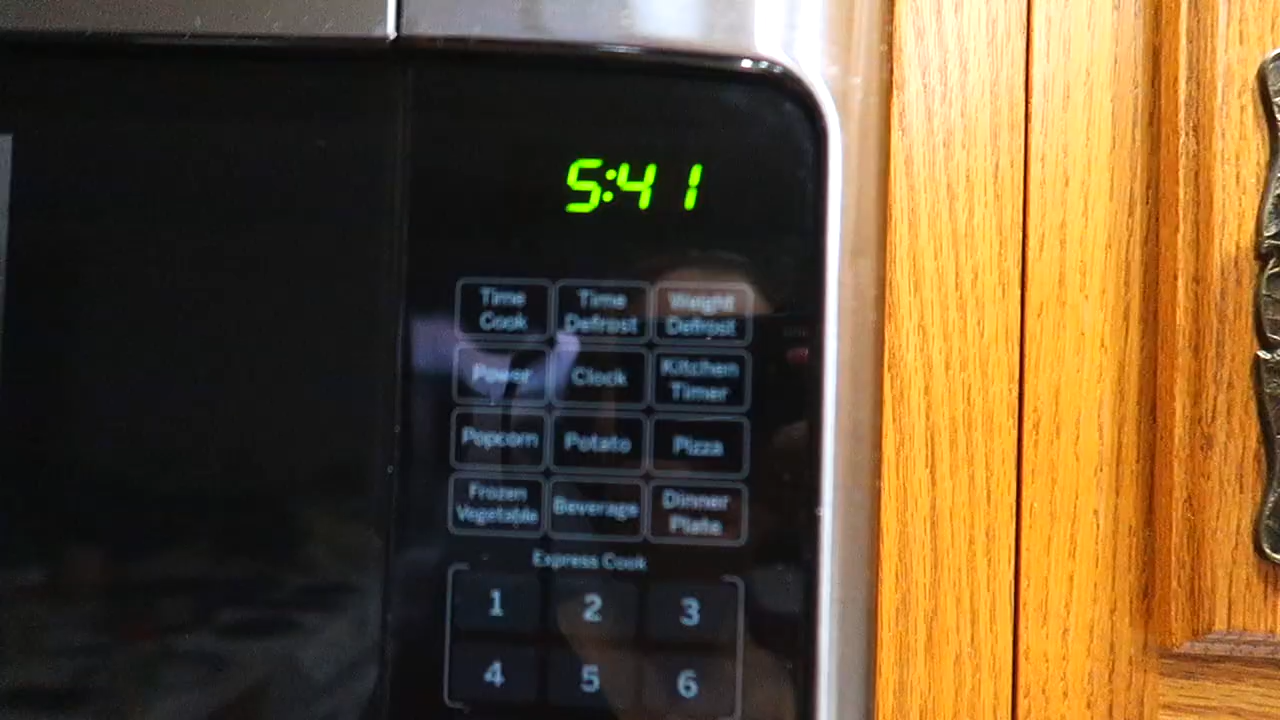 5:41
Time Cook
Time Defrost
Weight Defrost
Power
Clock
Kitchen Timer
Popcorn
Potato
Pizza
Frozen Vegetable
Beverage
Dinner Plate
Express Cook
1 2 3
4 5 6